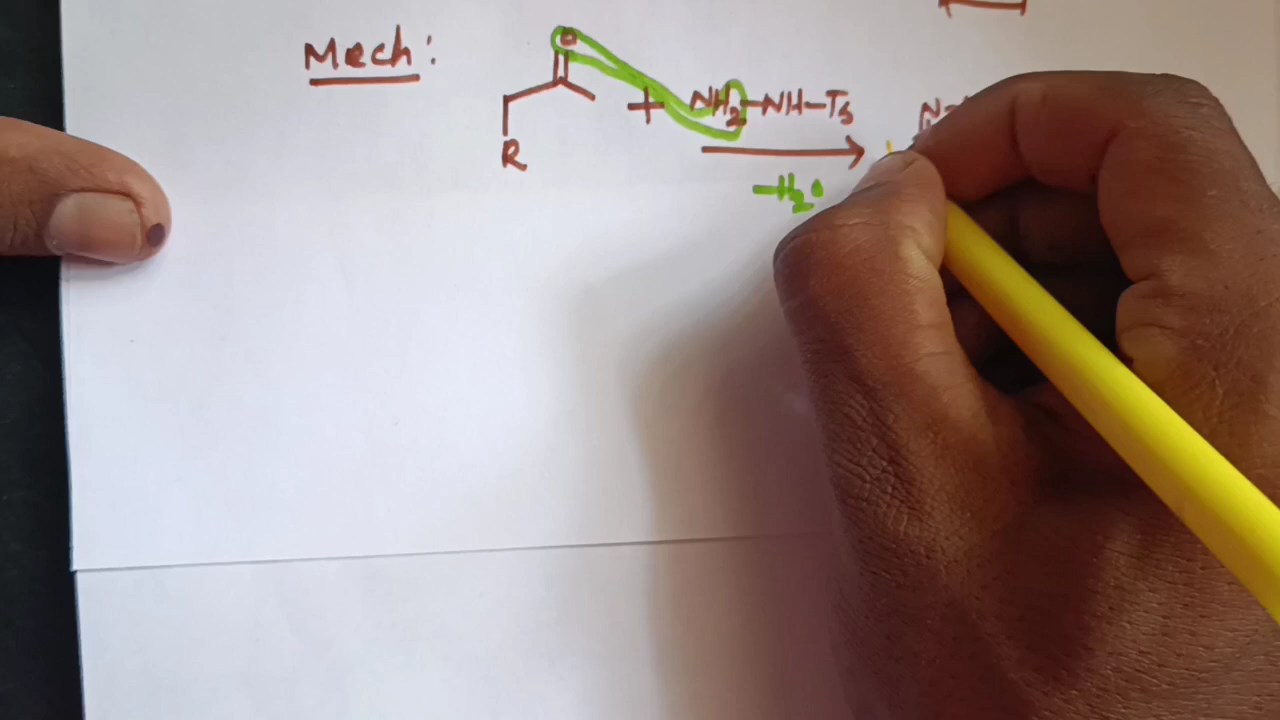 Mech:
O
+ NH2-NH-Ts
R
-H2O
N